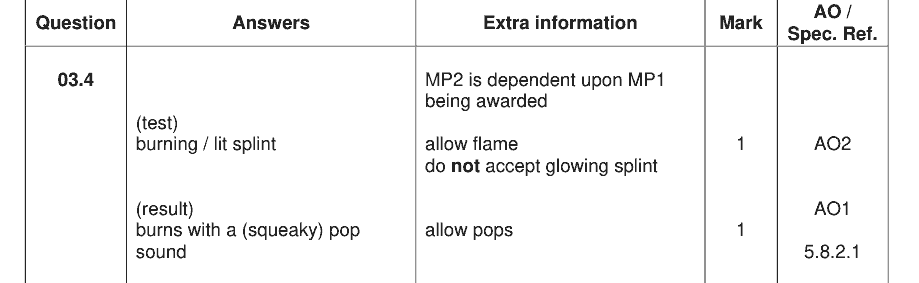 Question Answers Extra information Mark AO /
Spec. Ref.
03.4 MP2 is dependent upon MP1
being awarded
(test)
burning / lit splint allow flame 1 AO2
do not accept glowing splint
(result) AO1
burns with a (squeaky) pop allow pops 1
sound 5.8.2.1